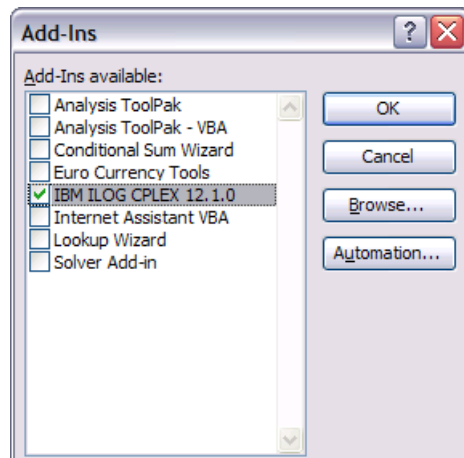 Add-Ins
?
Add-Ins available:
Analysis ToolPak
Analysis ToolPak - VBA
Conditional Sum Wizard
Euro Currency Tools
IBM ILOG CPLEX 12.1.0
Internet Assistant VBA
Lookup Wizard
Solver Add-in
OK
Cancel
Browse...
Automation...